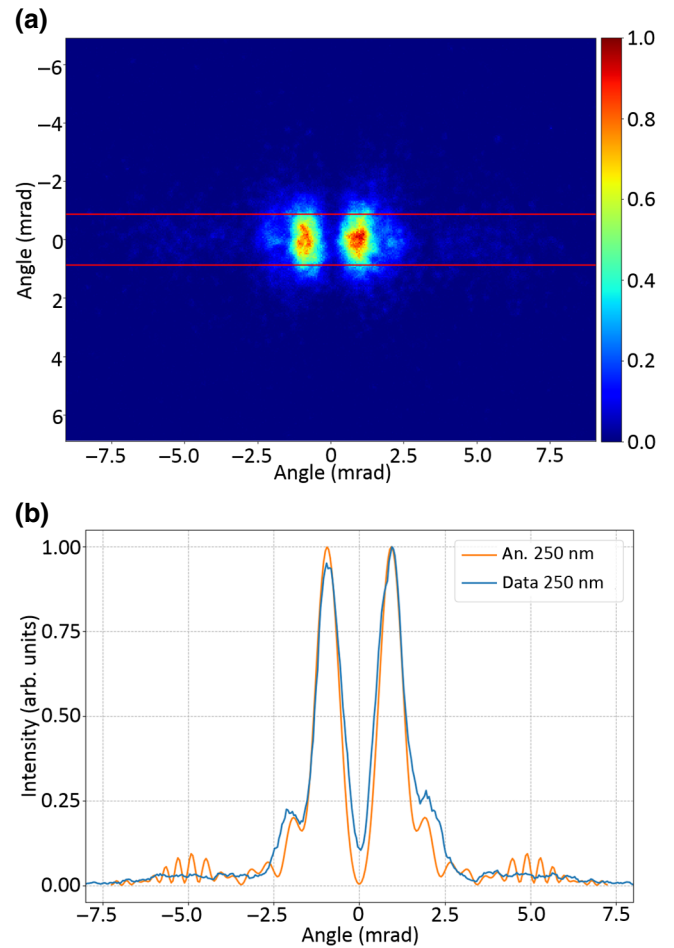 (a)
−6
−4
−2
0
2
4
6
Angle (mrad)
−7.5 −5.0 −2.5 0 2.5 5.0 7.5
Angle (mrad)
1.0
0.8
0.6
0.4
0.2
0.0
(b)
1.00
0.75
0.50
0.25
0.00
Intensity (arb. units)
An. 250 nm
Data 250 nm
−7.5 −5.0 −2.5 0 2.5 5.0 7.5
Angle (mrad)